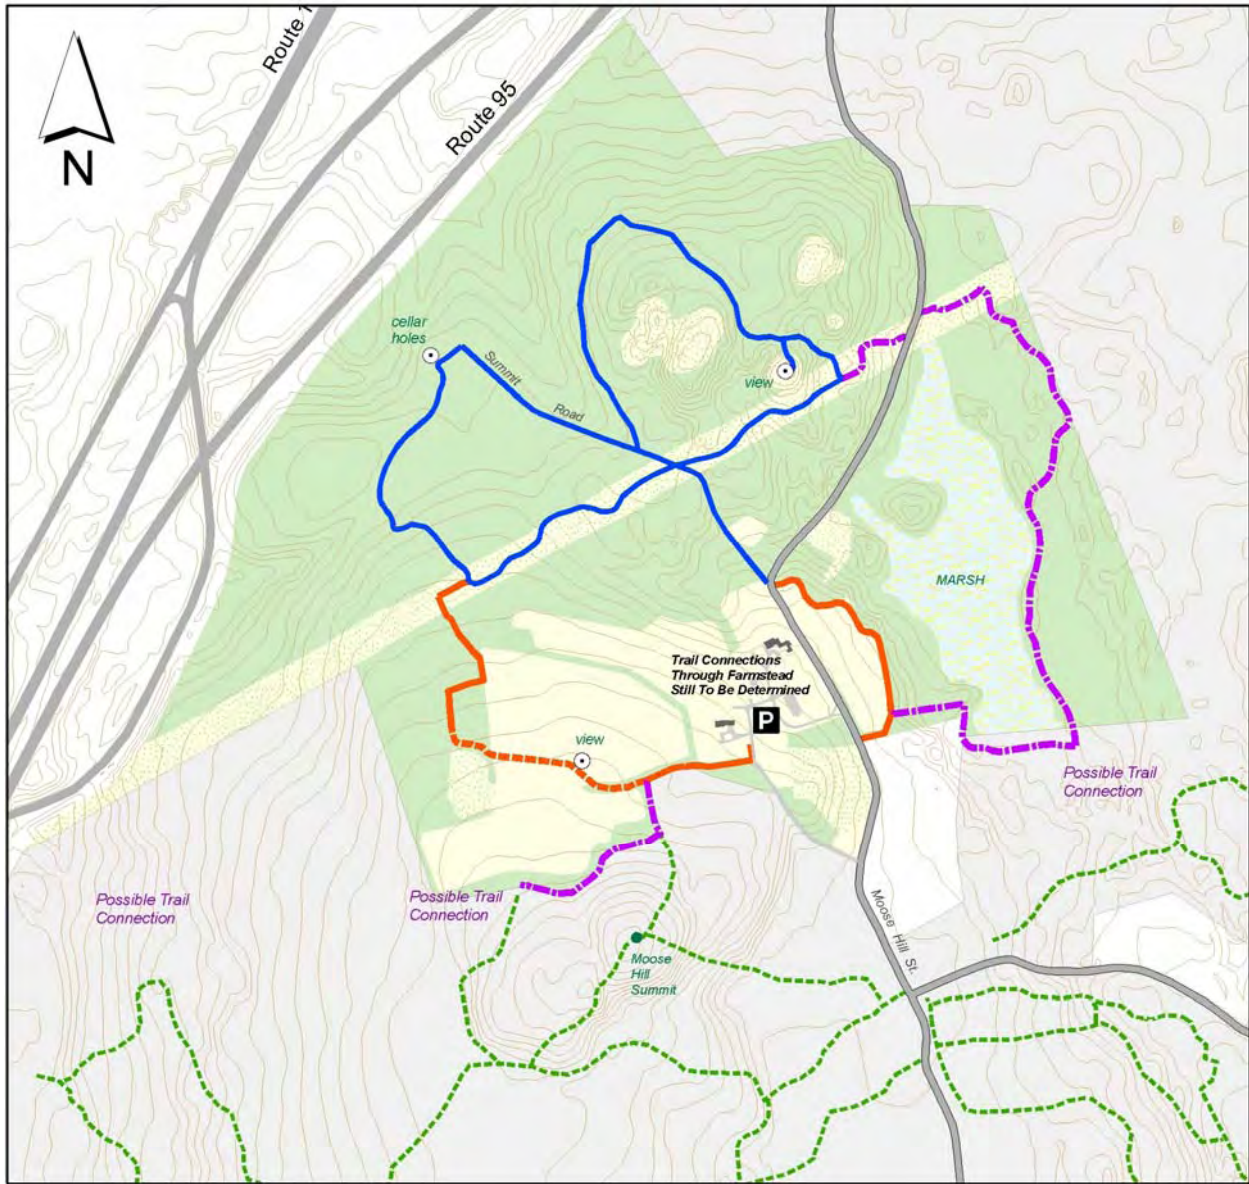 Route 1
Route 95
N
cellar
holes
Summit
Road
view
MARSH
Trail Connections
Through Farmstead
Still To Be Determined
P
view
Possible Trail
Connection
Possible Trail
Connection
Possible Trail
Connection
Moose Hill St.
Moose
Hill
Summit